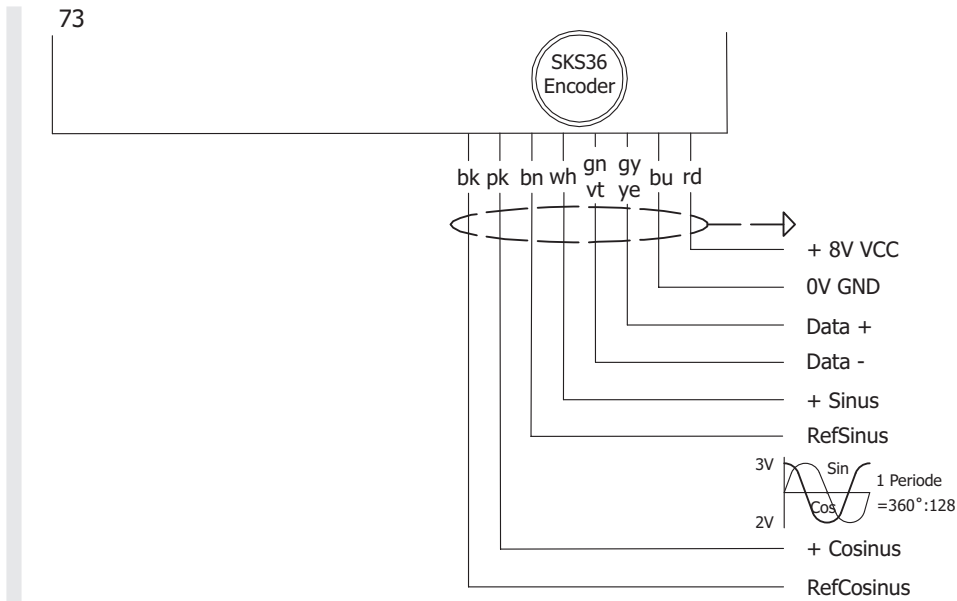 73
SKS36
Encoder
bk pk bn wh gn gy bu rd
vt ye
+ 8V VCC
0V GND
Data +
Data -
+ Sinus
RefSinus
3V
Sin
1 Periode
Cos
=360°:128
2V
+ Cosinus
RefCosinus